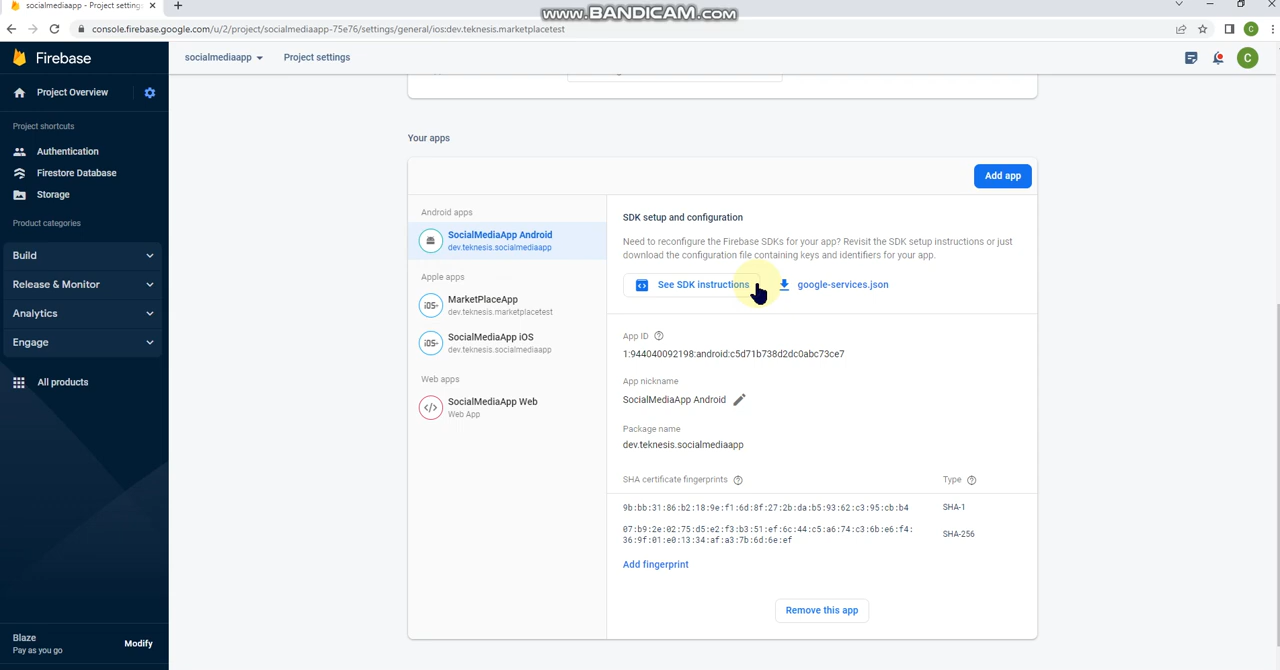 socialmediaapp - Project settings
www.BANDICAM.com
console.firebase.google.com/u/2/project/socialmediaapp-75e76/settings/general/ios:dev.teknesis.marketplacetest
C
Firebase
socialmediaapp
Project settings
C
Project Overview
Project shortcuts
Authentication
Firestore Database
Storage
Product categories
Build
Release & Monitor
Analytics
Engage
All products
Blaze
Pay as you go
Modify
Your apps
Add app
Android apps
SocialMediaApp Android
dev.teknesis.socialmediaapp
Apple apps
iOS+
MarketPlaceApp
dev.teknesis.marketplacetest
iOS+
SocialMediaApp iOS
dev.teknesis.socialmediaapp
Web apps
SocialMediaApp Web
Web App
SDK setup and configuration
Need to reconfigure the Firebase SDKs for your app? Revisit the SDK setup instructions or just
download the configuration file containing keys and identifiers for your app.
See SDK instructions
google-services.json
App ID
1:944040092198:android:c5d71b738d2dc0abc73ce7
App nickname
SocialMediaApp Android
Package name
dev.teknesis.socialmediaapp
SHA certificate fingerprints
Type
9b:bb:31:86:b2:18:9e:f1:6d:8f:27:2b:da:b5:93:62:c3:95:cb:b4
SHA-1
07:b9:2e:02:75:d5:e2:f3:b3:51:ef:6c:44:c5:a6:74:c3:6b:e6:f4:
36:9f:01:e0:13:34:af:a3:7b:6d:6e:ef
SHA-256
Add fingerprint
Remove this app